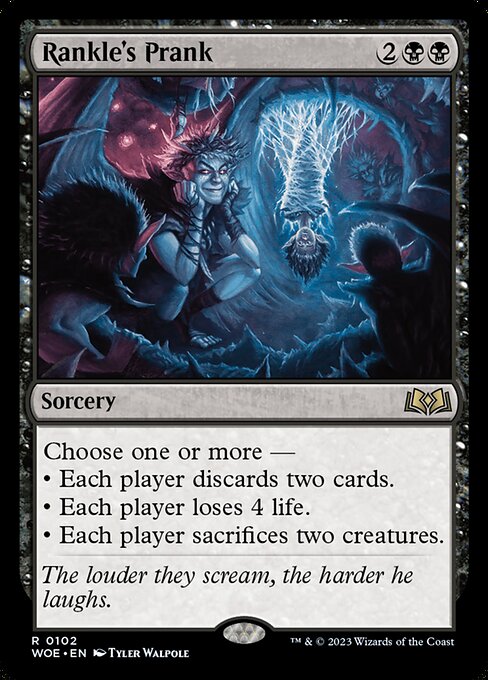 Rankle's Prank 2
Sorcery
Choose one or more —
• Each player discards two cards.
• Each player loses 4 life.
• Each player sacrifices two creatures.
The louder they scream, the harder he
laughs.
R 0102 ™ & © 2023 Wizards of the Coast
WOE • EN TYLER WALPOLE